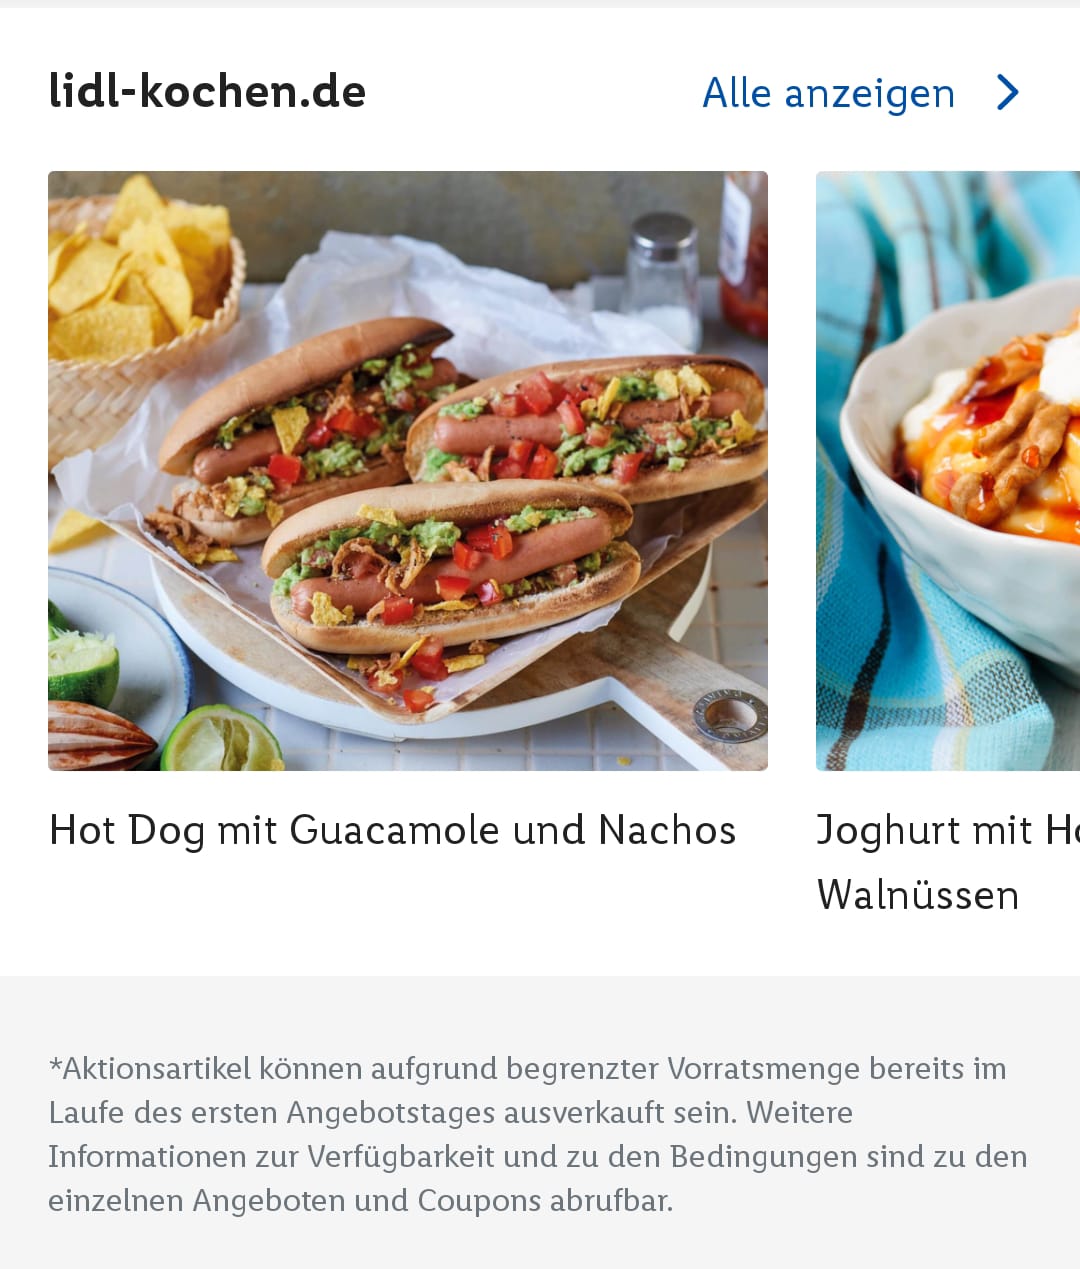 lidl-kochen.de
Alle anzeigen
Hot Dog mit Guacamole und Nachos
Joghurt mit
Walnüssen
*Aktionsartikel können aufgrund begrenzter Vorratsmenge bereits im
Laufe des ersten Angebotstages ausverkauft sein. Weitere
Informationen zur Verfügbarkeit und zu den Bedingungen sind zu den
einzelnen Angeboten und Coupons abrufbar.